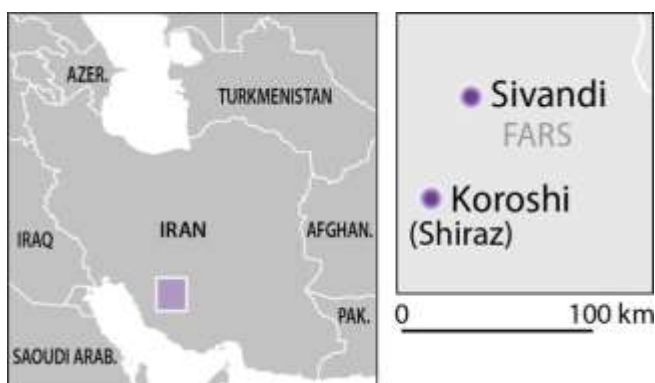 AZER.
TURKMENISTAN
IRAQ
IRAN
AFGHAN.
PAK.
SAOUDI ARAB.
Sivandi
FARS
Koroshi
(Shiraz)
0 100 km